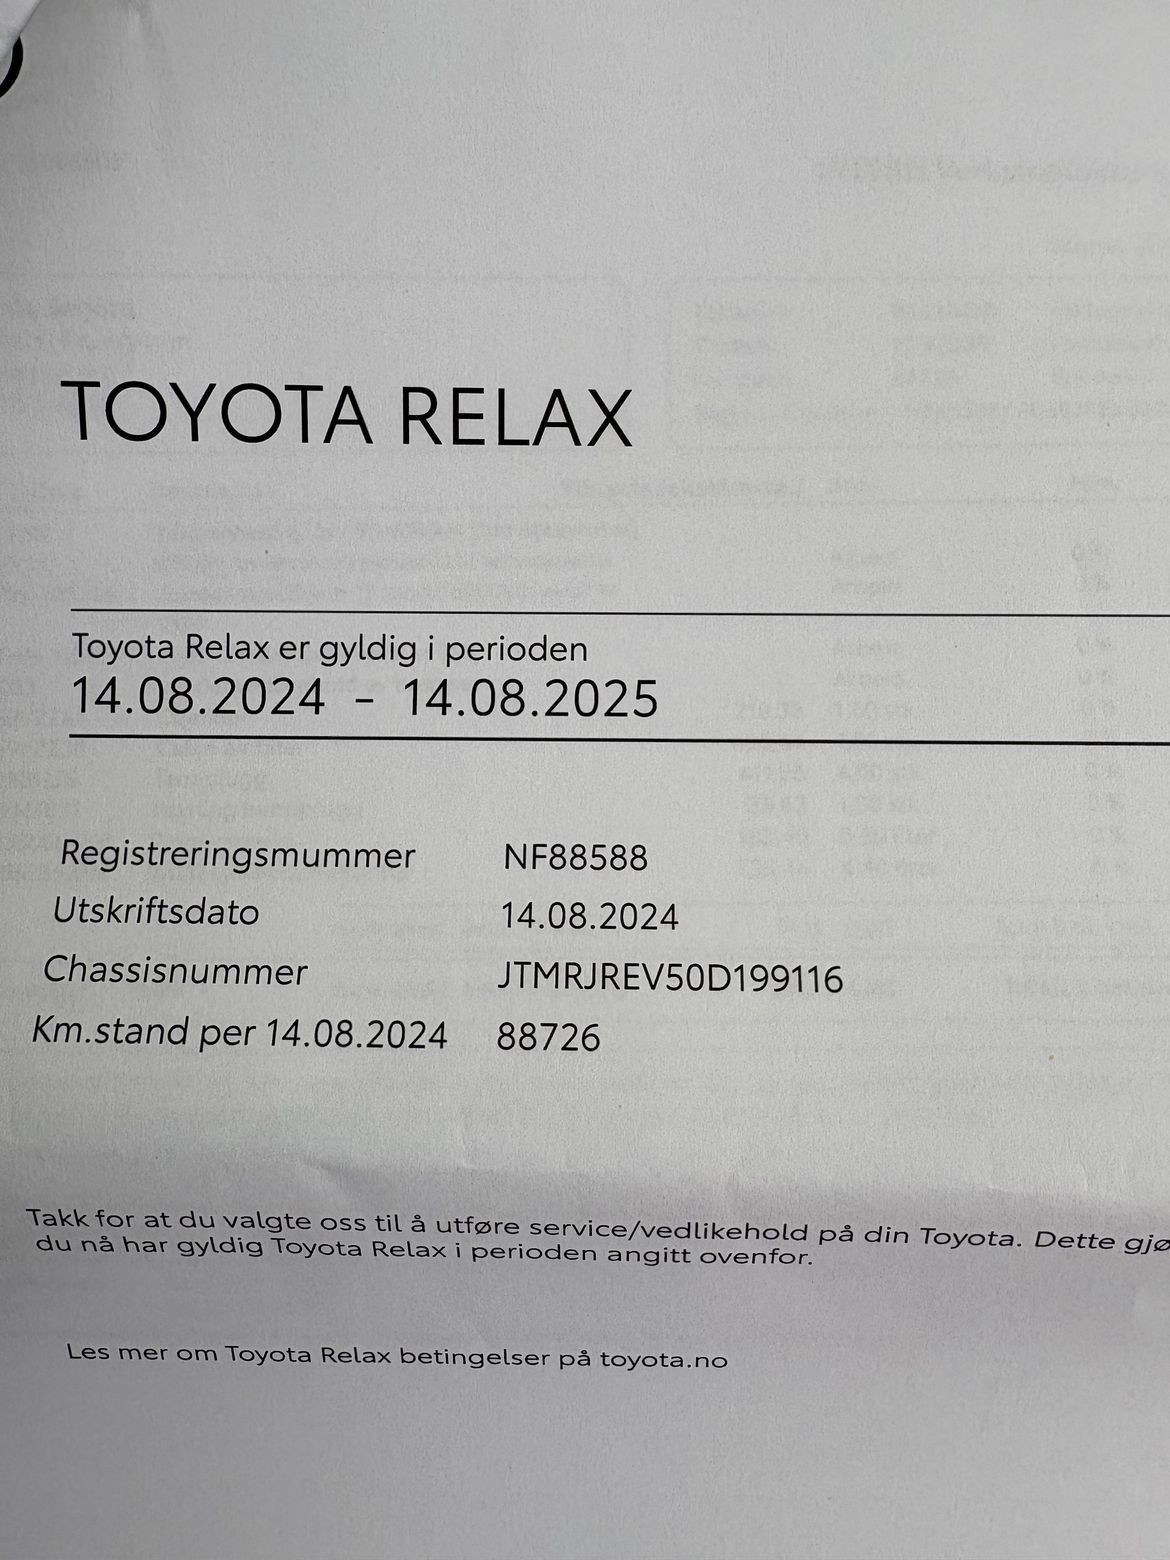 TOYOTA RELAX
Toyota Relax er gyldig i perioden
14.08.2024 - 14.08.2025
Registreringsmummer NF88588
Utskriftsdato 14.08.2024
Chassisnummer JTMRJREV50D199116
Km.stand per 14.08.2024 88726
Takk for at du valgte oss til å utføre service/vedlikehold på din Toyota. Dette gjø
du nå har gyldig Toyota Relax i perioden angitt ovenfor.
Les mer om Toyota Relax betingelser på toyota.no